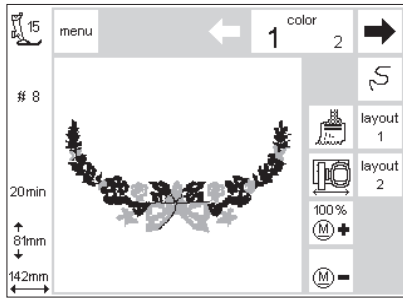 15
menu
color
1 2
# 8
layout
1
layout
2
20min
100%
M +
81mm
M -
142mm